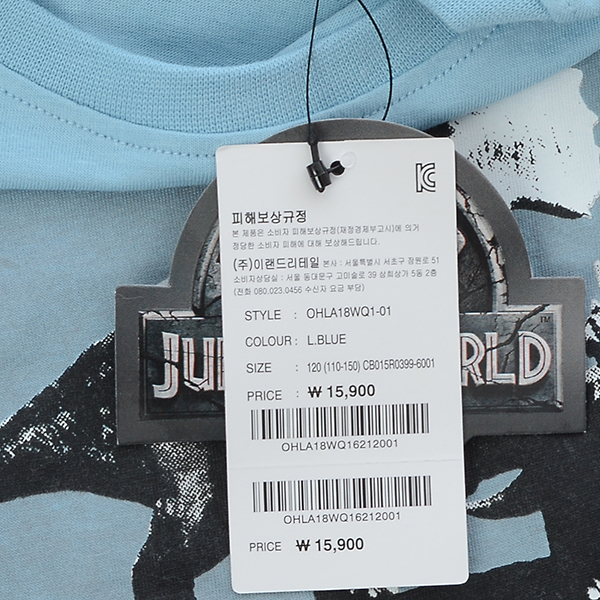 피해보상규정
본 제품은 소비자 피해보상규정(재정경제부고시)에 의거
정당한 소비자 피해에 대해 보상해드립니다.
(주)이랜드리테일 본사 : 서울특별시 서초구 잠원로 51
소비자상담실 : 서울 동대문구 고미술로 39 삼희상가 5동 2층
(전화 080.023.0456 수신자 요금 부담)
STYLE : OHLA18WQ1-01
COLOUR : L.BLUE
SIZE : 120 (110-150) CB015R0399-6001
PRICE : ₩ 15,900
OHLA18WQ16212001
OHLA18WQ16212001
PRICE : ₩ 15,900
JU
RLD
TM